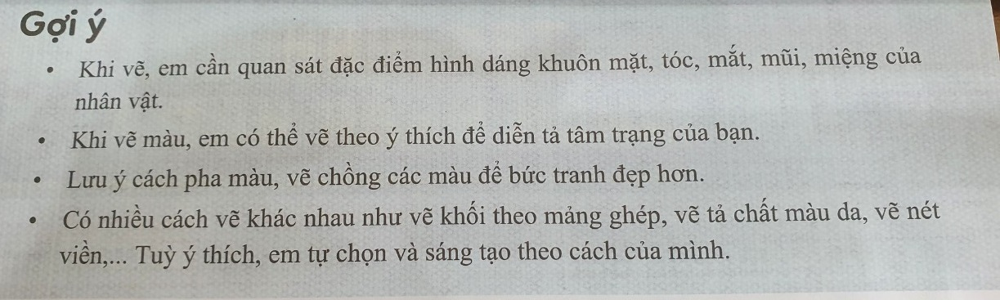 Gợi ý
• Khi vẽ, em cần quan sát đặc điểm hình dáng khuôn mặt, tóc, mắt, mũi, miệng của
nhân vật.
• Khi vẽ màu, em có thể vẽ theo ý thích để diễn tả tâm trạng của bạn.
• Lưu ý cách pha màu, vẽ chồng các màu để bức tranh đẹp hơn.
• Có nhiều cách vẽ khác nhau như vẽ khối theo mảng ghép, vẽ tả chất màu da, vẽ nét
viền,... Tuỳ ý thích, em tự chọn và sáng tạo theo cách của mình.